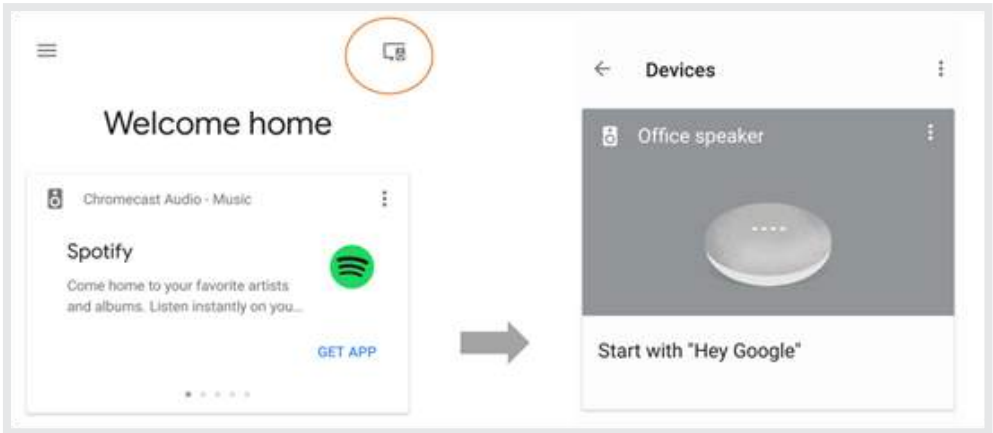 Welcome home
Chromecast Audio - Music
Spotify
Come home to your favorite artists
and albums. Listen instantly on you...
GET APP
Devices
Office speaker
Start with "Hey Google"